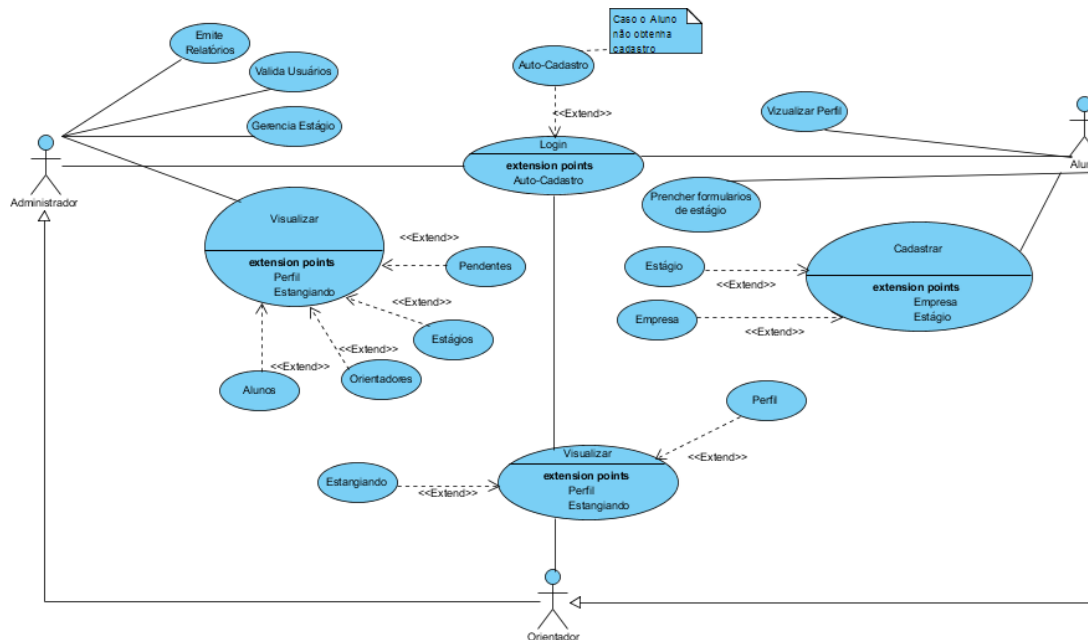 Caso o Aluno
não obtenha
cadastro
Emite
Relatórios
Auto-Cadastro
Valida Usuários
Vizualizar Perfil
<<Extend>>
Gerencia Estágio
Login
extension points
Auto-Cadastro
Administrador
Prencher formularios
de estágio
Visualizar
extension points
Perfil
Estangiando
<<Extend>>
Pendentes
Cadastrar
extension points
Empresa
Estágio
Estágio
<<Extend>>
Empresa
<<Extend>>
<<Extend>>
Estágios
<<Extend>>
Orientadores
<<Extend>>
Alunos
Perfil
<<Extend>>
Visualizar
extension points
Perfil
Estangiando
Estangiando
<<Extend>>
Orientador